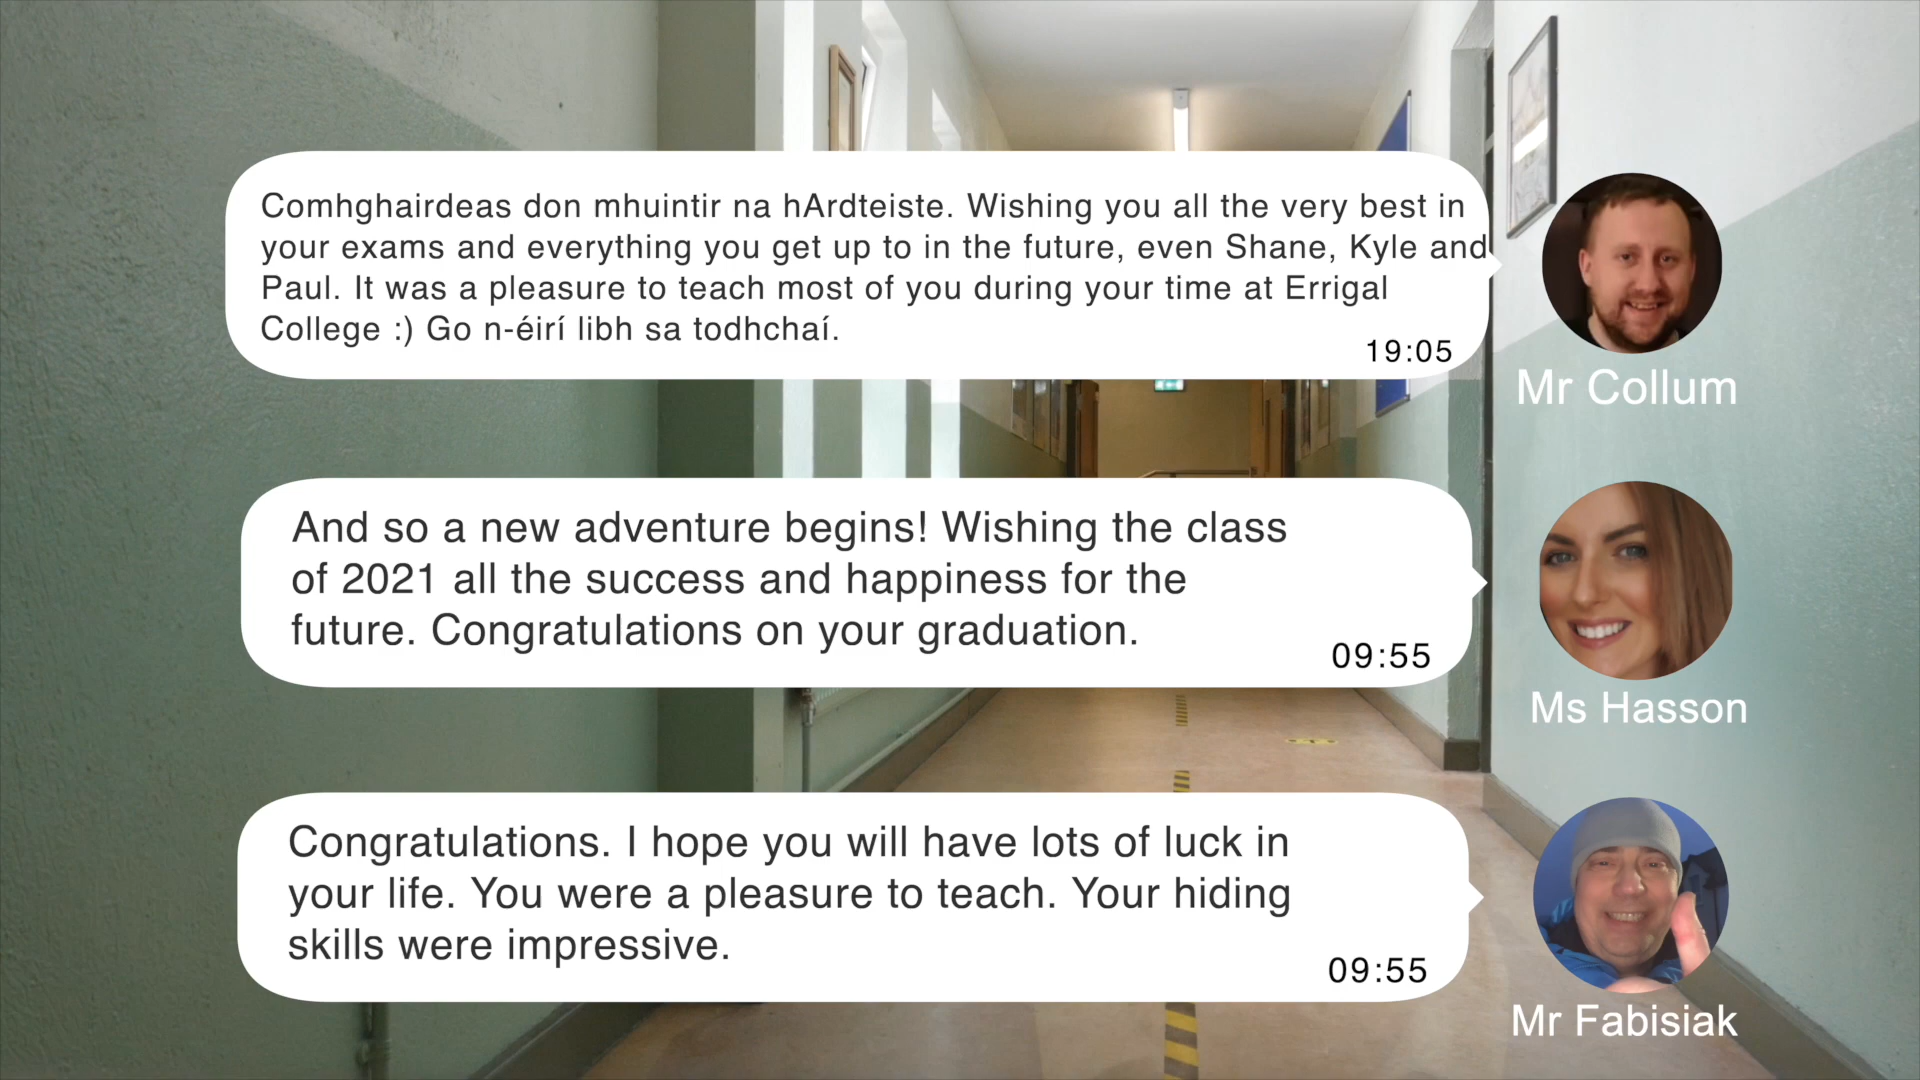 Comhghairdeas don mhuintir na hArdteiste. Wishing you all the very best in
your exams and everything you get up to in the future, even Shane, Kyle and
Paul. It was a pleasure to teach most of you during your time at Errigal
College :) Go n-éirí libh sa todhchaí.
19:05
Mr Collum
And so a new adventure begins! Wishing the class
of 2021 all the success and happiness for the
future. Congratulations on your graduation.
09:55
Ms Hasson
Congratulations. I hope you will have lots of luck in
your life. You were a pleasure to teach. Your hiding
skills were impressive.
09:55
Mr Fabisiak